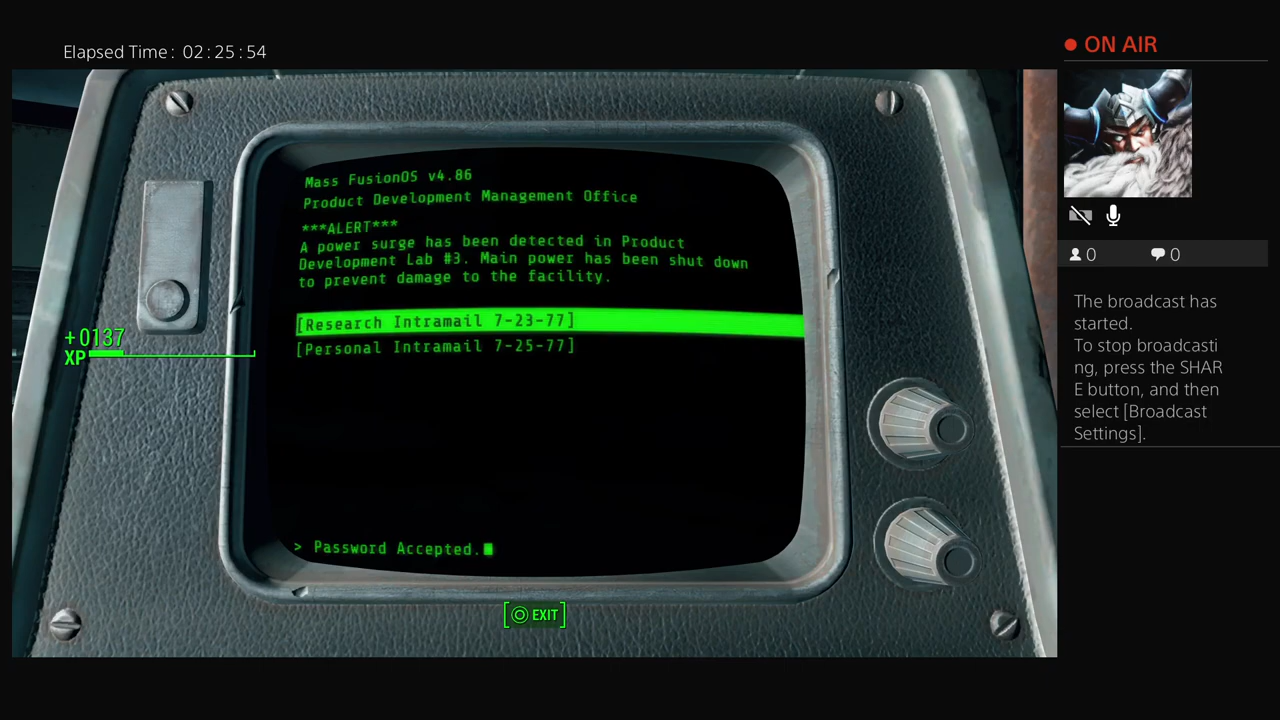 Elapsed Time: 02:25:54
ON AIR
Mass FusionOS v4.86
Product Development Management Office
***ALERT***
A power surge has been detected in Product
Development Lab #3. Main power has been shut down
to prevent damage to the facility.
[Research Intramail 7-23-77]
[Personal Intramail 7-25-77]
> Password Accepted.
+0137
XP
[EXIT]
0 0
The broadcast has
started.
To stop broadcasti
ng, press the SHAR
E button, and then
select [Broadcast
Settings].